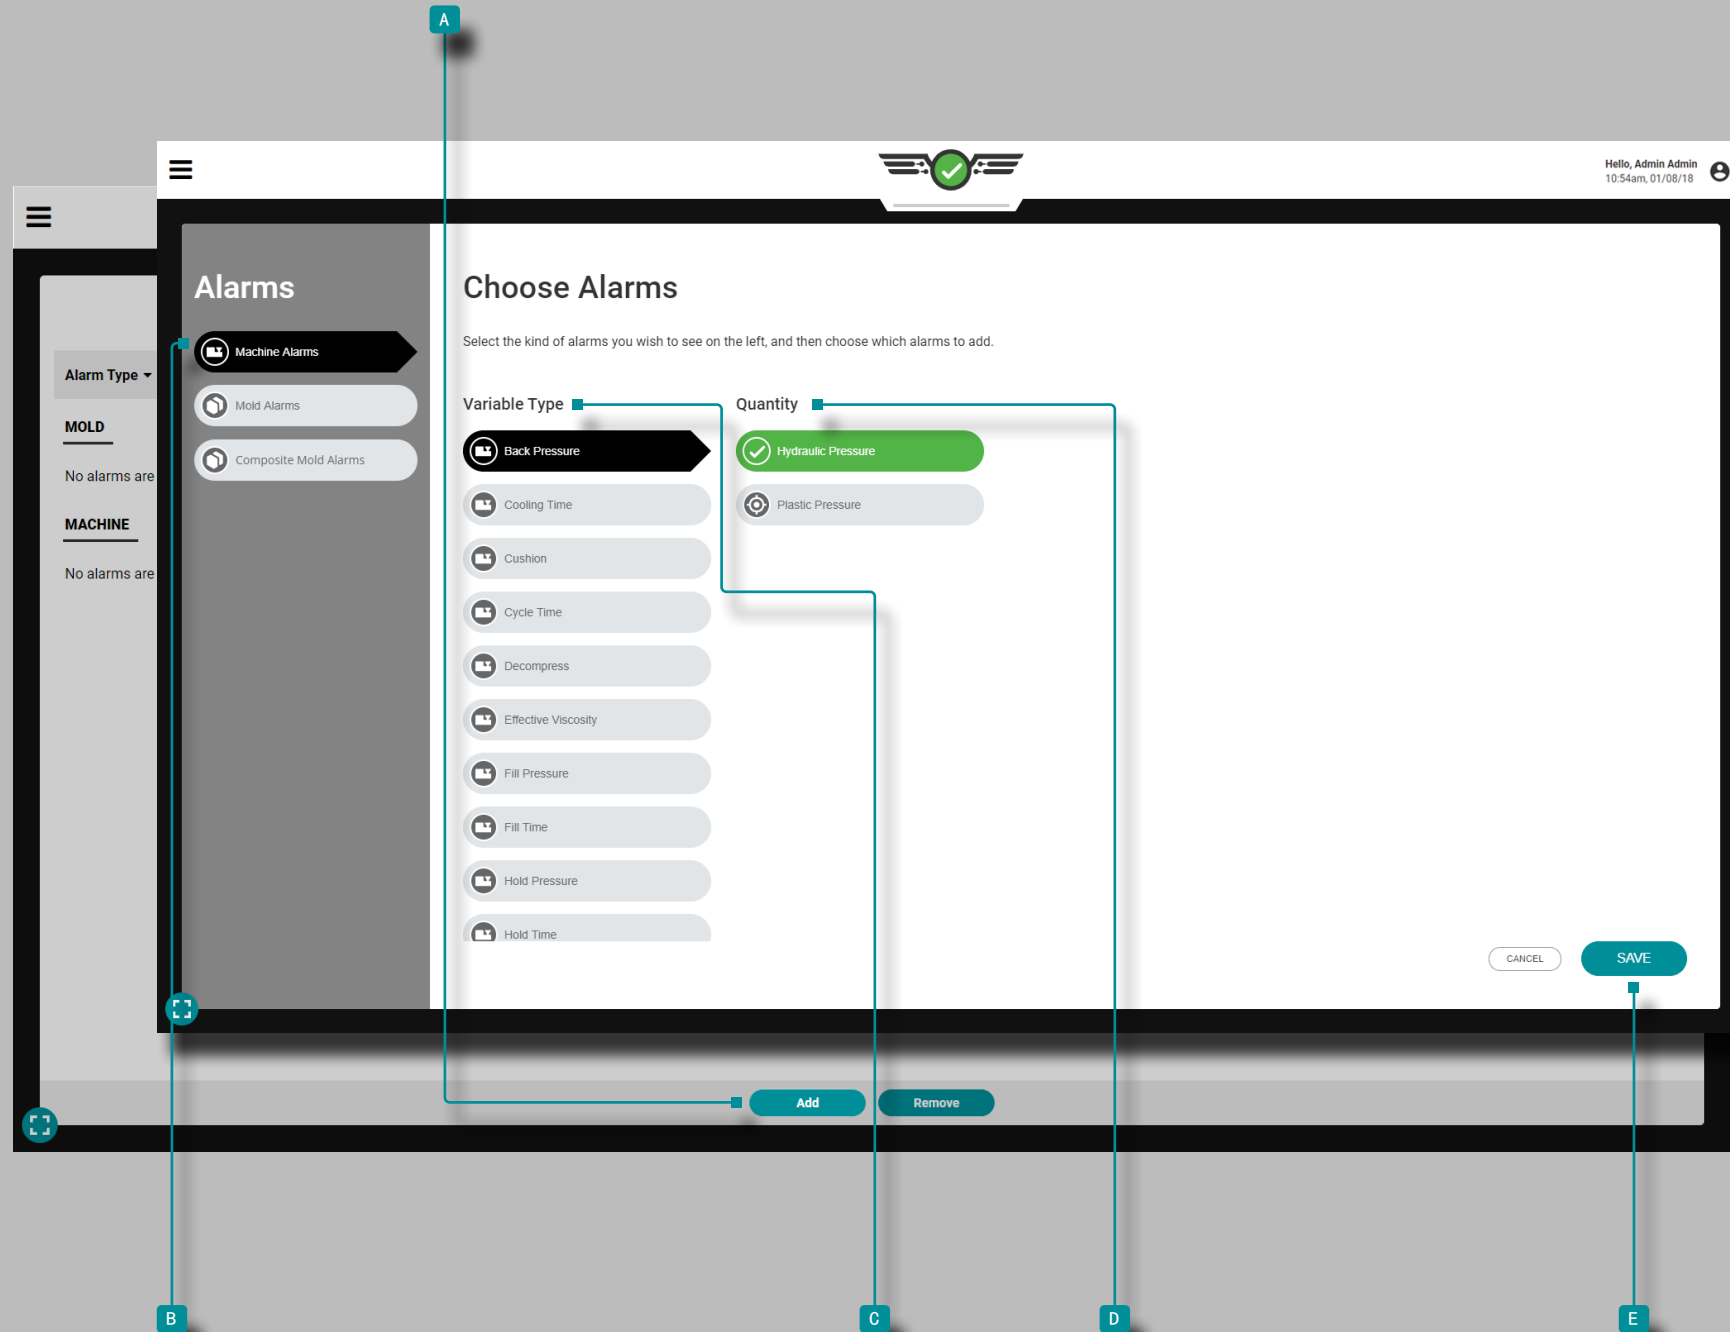 A
Hello, Admin Admin
10:54am, 01/08/18
Alarms
Machine Alarms
Mold Alarms
Composite Mold Alarms
Choose Alarms
Select the kind of alarms you wish to see on the left, and then choose which alarms to add.
Variable Type
Back Pressure
Cooling Time
Cushion
Cycle Time
Decompress
Effective Viscosity
Fill Pressure
Fill Time
Hold Pressure
Hold Time
Quantity
Hydraulic Pressure
Plastic Pressure
CANCEL
SAVE
Alarm Type
MOLD
No alarms are
MACHINE
No alarms are
Add
Remove
B
C
D
E